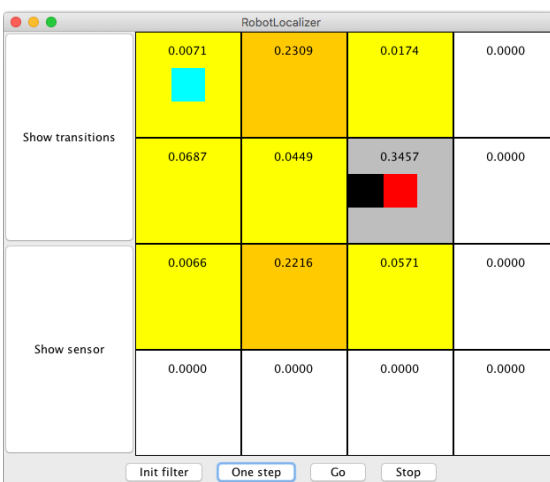 RobotLocalizer
0.0071 0.2309 0.0174 0.0000
Show transitions
0.0687 0.0449 0.3457 0.0000
0.0066 0.2216 0.0571 0.0000
Show sensor
0.0000 0.0000 0.0000 0.0000
Init filter One step Go Stop